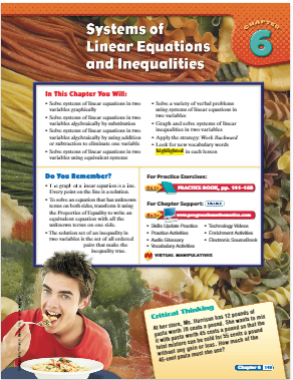 Systems of
Linear Equations
and Inequalities
CHAPTER
6
In This Chapter You Will:
• Solve systems of linear equations in two
variables graphically
• Solve systems of linear equations in two
variables algebraically by substitution
• Solve systems of linear equations in two
variables algebraically by using addition
or subtraction to eliminate one variable
• Solve systems of linear equations in two
variables using equivalent systems
• Solve a variety of verbal problems
using systems of equations in
two variables
• Graph and solve systems of linear
inequalities in two variables
• Apply the strategy: Work Backward
• Look for new vocabulary words
highlighted in each lesson
Do You Remember?
• The graph of a linear equation is a line.
Every point on the line is a solution.
• To solve an equation that has unknown
terms on both sides, transform it using
the Properties of Equality to write an
equivalent equation with all the
unknown terms on one side.
• The solution set of an inequality in
two variables is the set of all ordered
pairs that make the
inequality true.
For Practice Exercises:
PRACTICE BOOK, pp.
For Chapter Support: ONLINE
• Skills Update Practice
• Practice Activities
• Audio Glossary
• Vocabulary Activities
• Technology Videos
• Enrichment Activities
• Electronic SourceBook
VIRTUAL MANIPULATIVES
Critical Thinking
At her store, Ms. Harrison has 12 pounds of
pasta worth 70 cents a pound. She wants to mix
it with pasta worth 45 cents a pound so that the
total mixture can be sold for 55 cents a pound
without any gain or loss. How much of the
45-cent pasta must she use?
Chapter 6